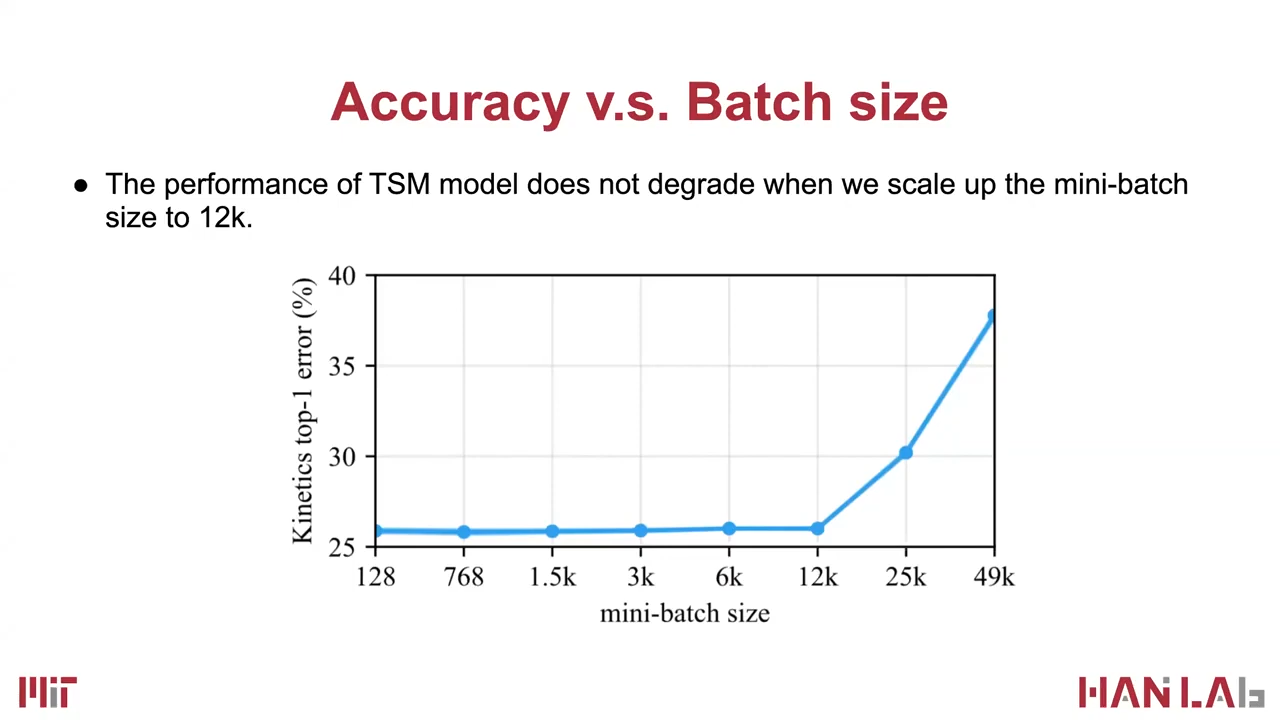 Accuracy v.s. Batch size
● The performance of TSM model does not degrade when we scale up the mini-batch
size to 12k.
Kinetics top-1 error (%)
40
35
30
25
128 768 1.5k 3k 6k 12k 25k 49k
mini-batch size
MIT
HAN LAb